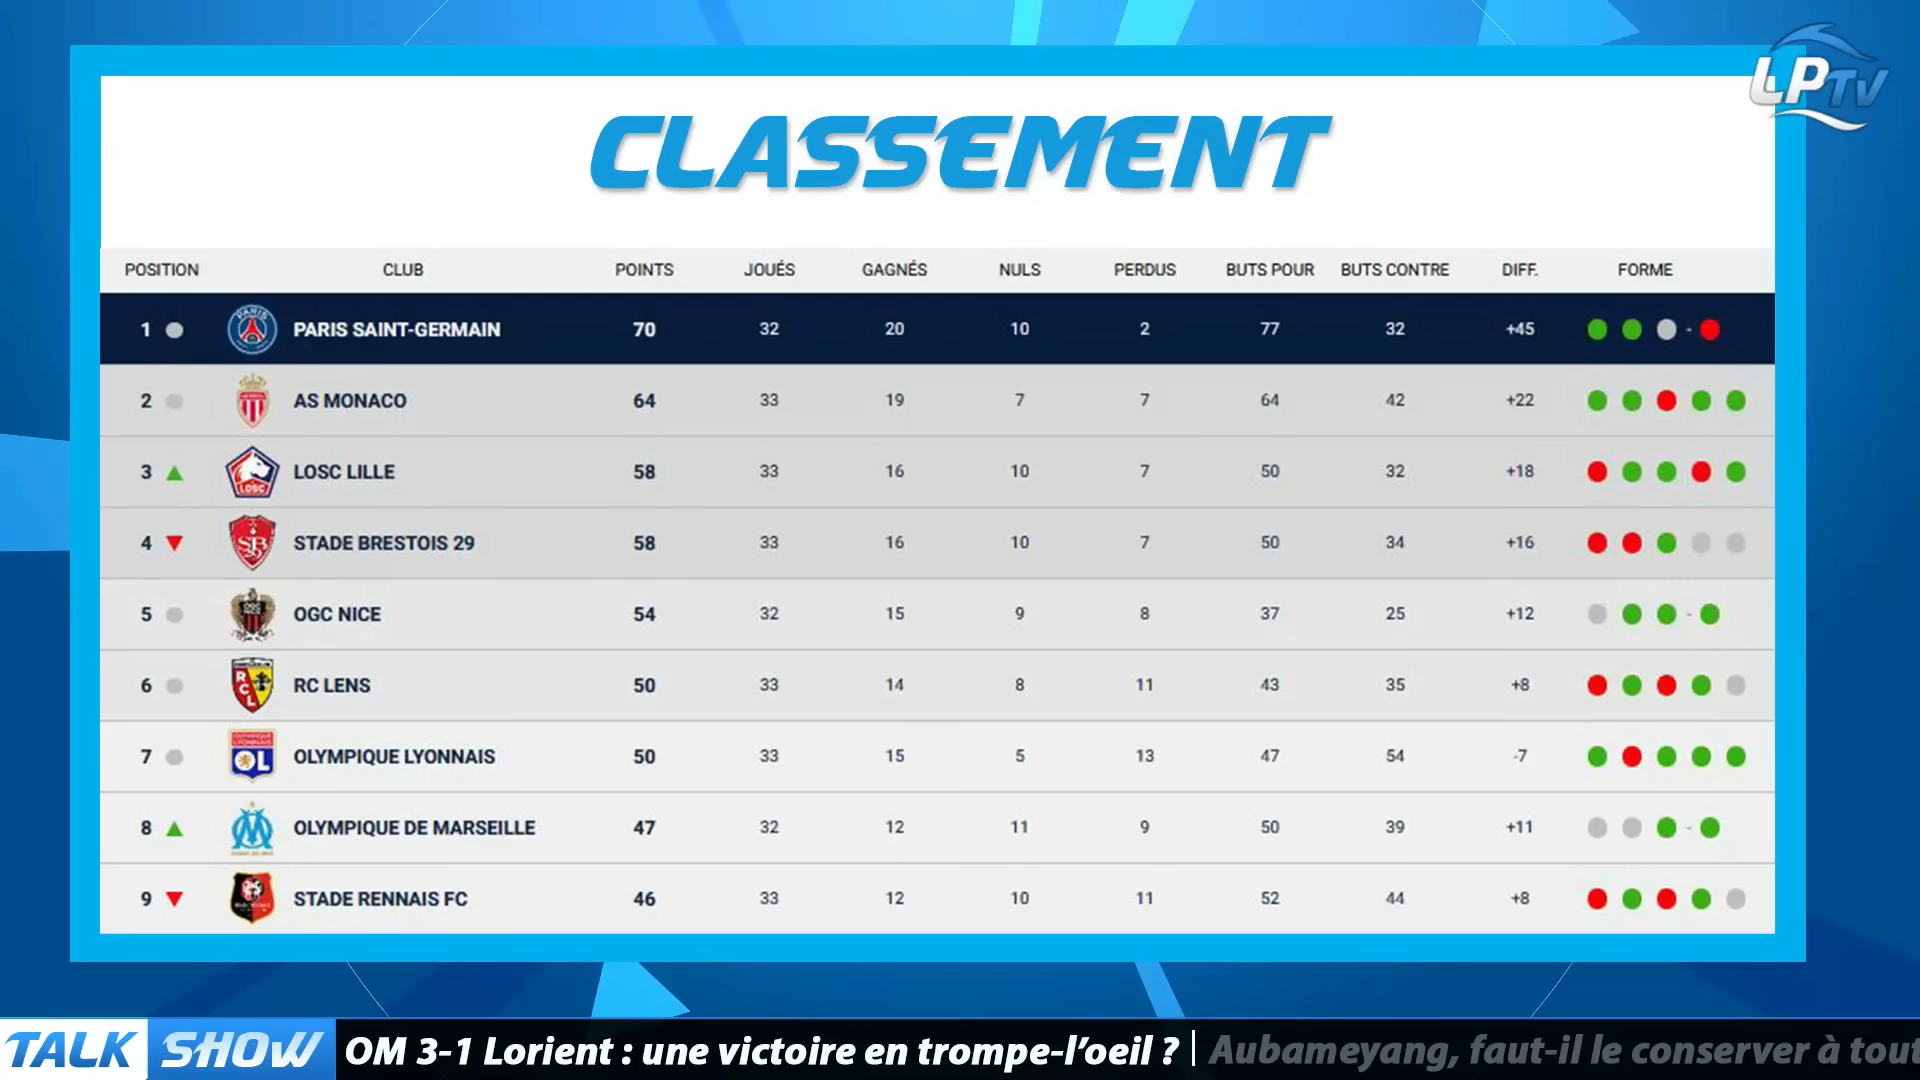 LPTV
CLASSEMENT
POSITION CLUB POINTS JOUÉS GAGNÉS NULS PERDUS BUTS POUR BUTS CONTRE DIFF. FORME
1 PARIS SAINT-GERMAIN 70 32 20 10 2 77 32 +45 -
2 AS MONACO 64 33 19 7 7 64 42 +22
3 LOSC LILLE 58 33 16 10 7 50 32 +18
4 STADE BRESTOIS 29 58 33 16 10 7 50 34 +16
5 OGC NICE 54 32 15 9 8 37 25 +12 -
6 RC LENS 50 33 14 8 11 43 35 +8
7 OLYMPIQUE LYONNAIS 50 33 15 5 13 47 54 -7
8 OLYMPIQUE DE MARSEILLE 47 32 12 11 9 50 39 +11 -
9 STADE RENNAIS FC 46 33 12 10 11 52 44 +8
TALK SHOW OM 3-1 Lorient : une victoire en trompe-l’oeil ? | Aubameyang, faut-il le conserver à tout